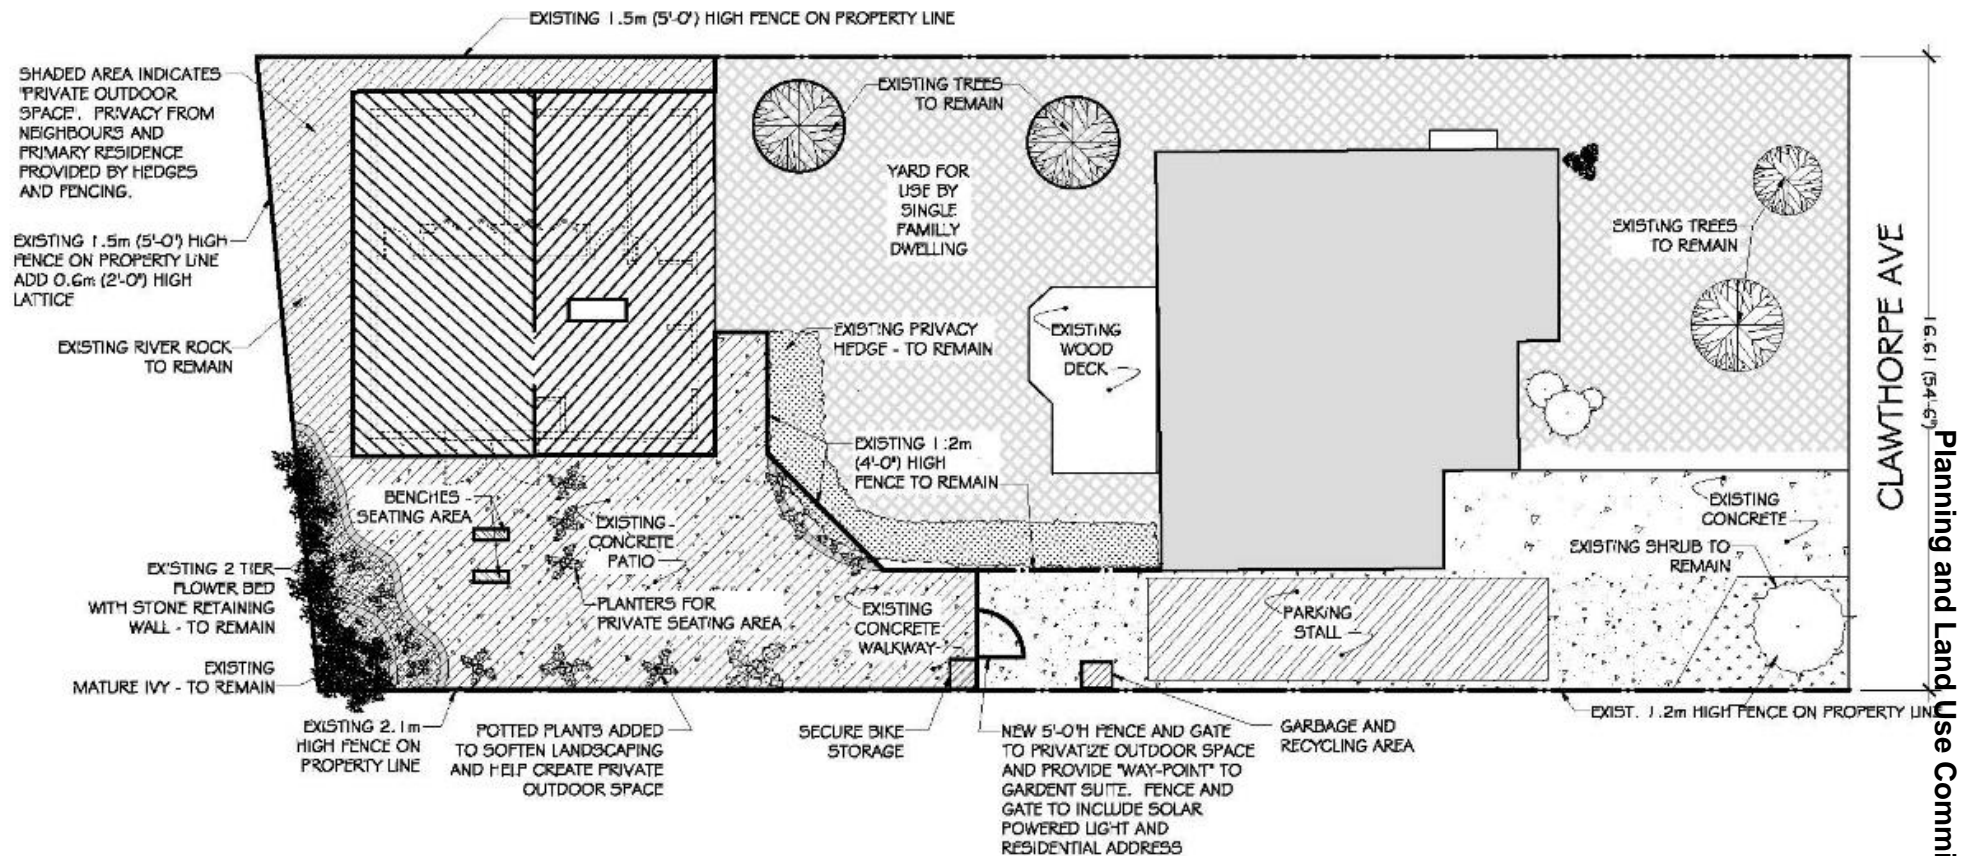 EXISTING 1.5m (5'-0") HIGH FENCE ON PROPERTY LINE
SHADED AREA INDICATES
"PRIVATE OUTDOOR
SPACE". PRIVACY FROM
NEIGHBOURS AND
PRIMARY RESIDENCE
PROVIDED BY HEDGES
AND FENCING.
EXISTING 1.5m (5'-0") HIGH
FENCE ON PROPERTY LINE
ADD 0.6m (2'-0") HIGH
LATTICE
EXISTING RIVER ROCK
TO REMAIN
EXISTING TREES
TO REMAIN
YARD FOR
USE BY
SINGLE
FAMILLY
DWELLING
EXISTING PRIVACY
HEDGE - TO REMAIN
EXISTING
WOOD
DECK
EXISTING 1.2m
(4'-0") HIGH
FENCE TO REMAIN
EXISTING TREES
TO REMAIN
CLAWTHORPE AVE
16.61 (54'-6")
Planning and Land Use Commi
BENCHES -
SEATING AREA
EXISTING -
CONCRETE
PATIO
PLANTERS FOR
PRIVATE SEATING AREA
EXISTING
CONCRETE
WALKWAY
PARKING
STALL
EXISTING
CONCRETE
EXISTING SHRUB TO
REMAIN
EXISTING 2 TIER
FLOWER BED
WITH STONE RETAINING
WALL - TO REMAIN
EXISTING
MATURE IVY - TO REMAIN
EXISTING 2.1m
HIGH FENCE ON
PROPERTY LINE
POTTED PLANTS ADDED
TO SOFTEN LANDSCAPING
AND HELP CREATE PRIVATE
OUTDOOR SPACE
SECURE BIKE
STORAGE
NEW 5'-0"H FENCE AND GATE
TO PRIVATIZE OUTDOOR SPACE
AND PROVIDE "WAY-POINT" TO
GARDENT SUITE. FENCE AND
GATE TO INCLUDE SOLAR
POWERED LIGHT AND
RESIDENTIAL ADDRESS
GARBAGE AND
RECYCLING AREA
EXIST. 1.2m HIGH FENCE ON PROPERTY LINE